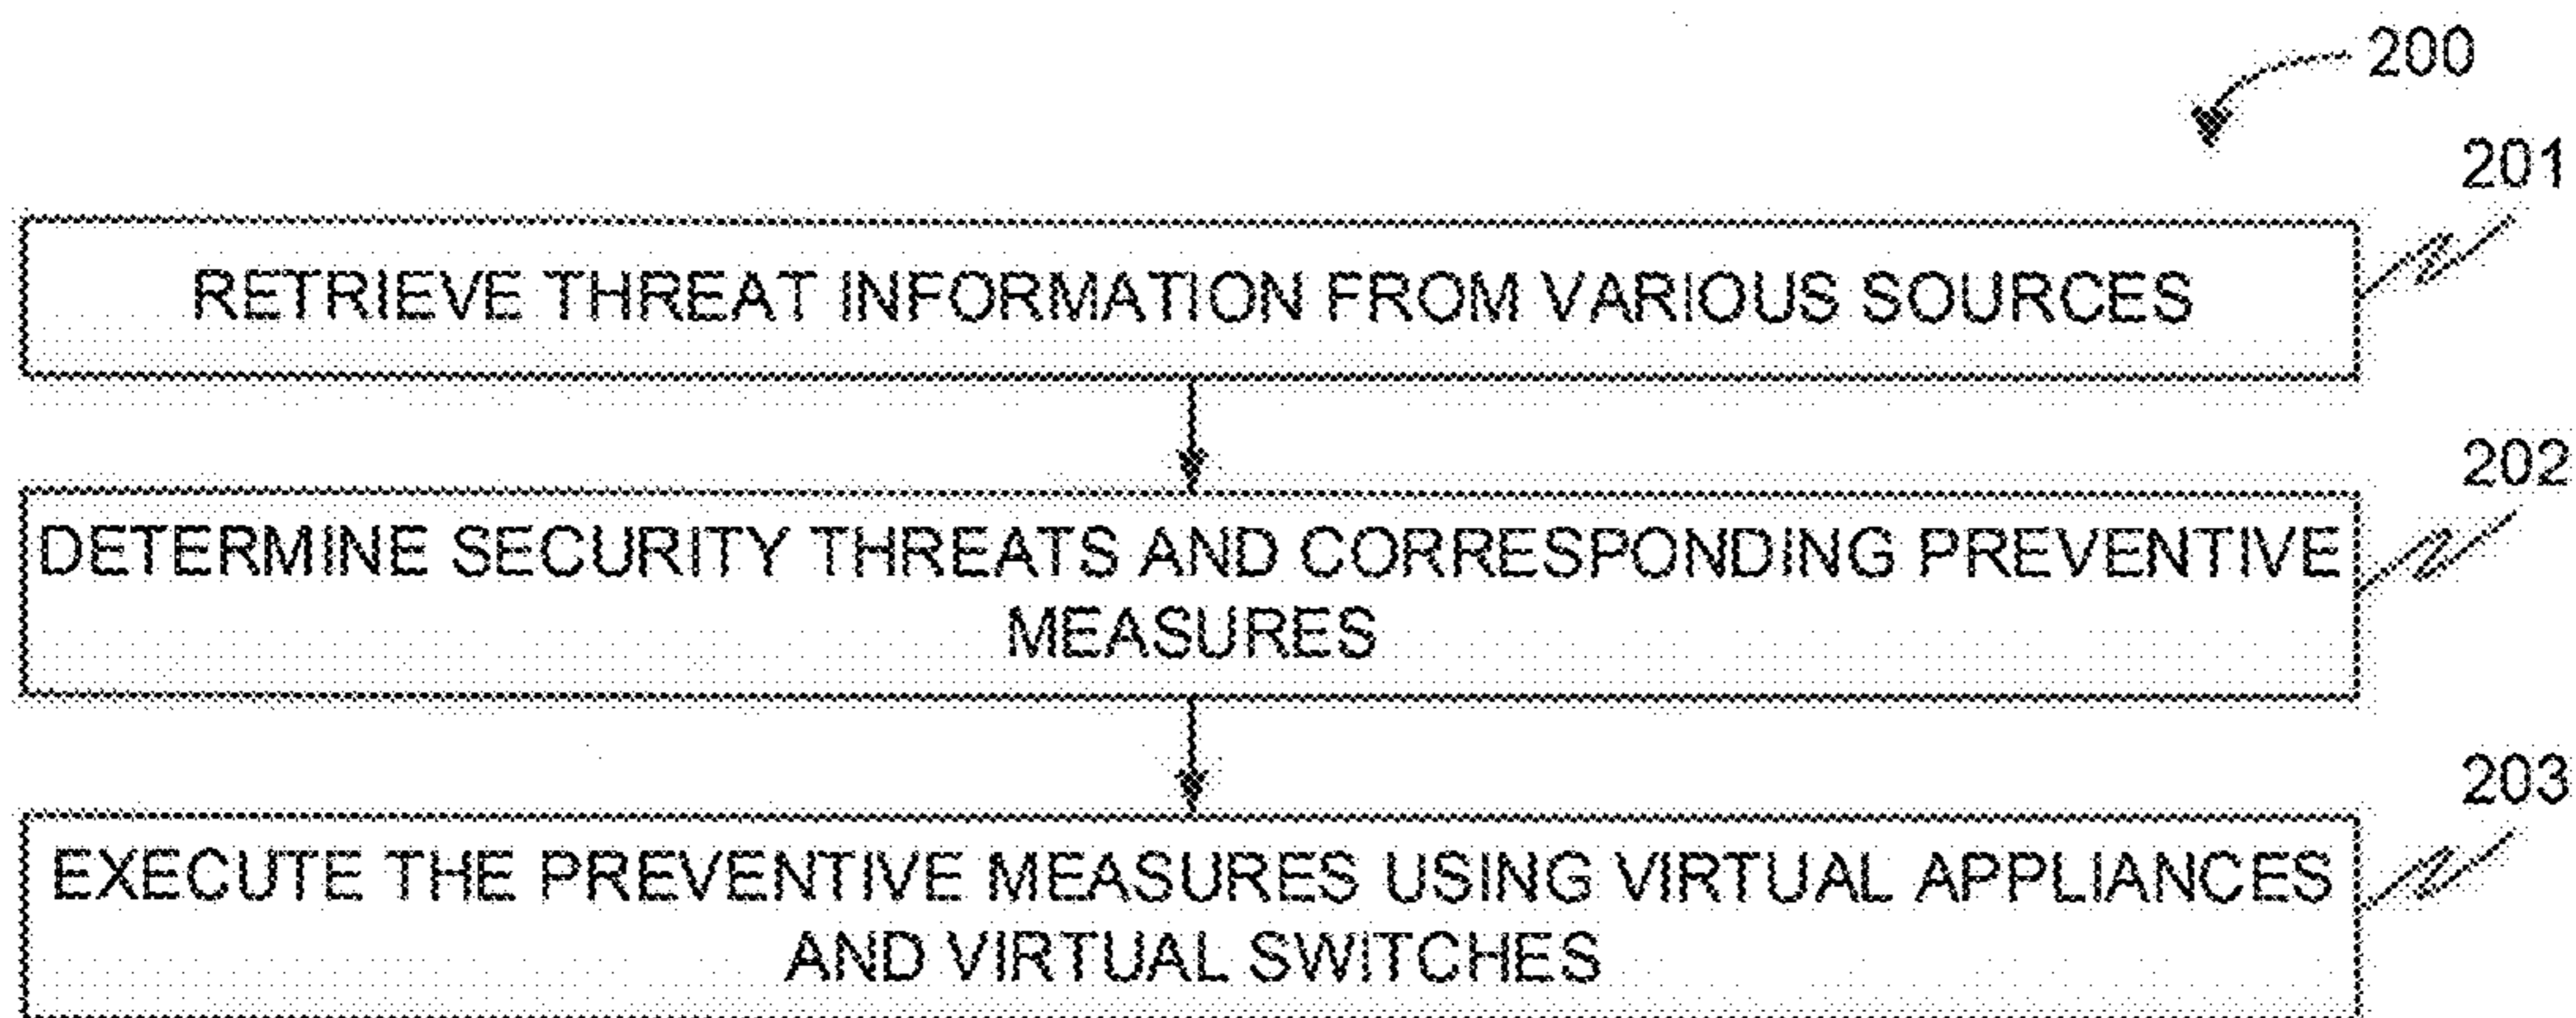 200
201
RETRIEVE THREAT INFORMATION FROM VARIOUS SOURCES
202
DETERMINE SECURITY THREATS AND CORRESPONDING PREVENTIVE
MEASURES
203
EXECUTE THE PREVENTIVE MEASURES USING VIRTUAL APPLIANCES
AND VIRTUAL SWITCHES